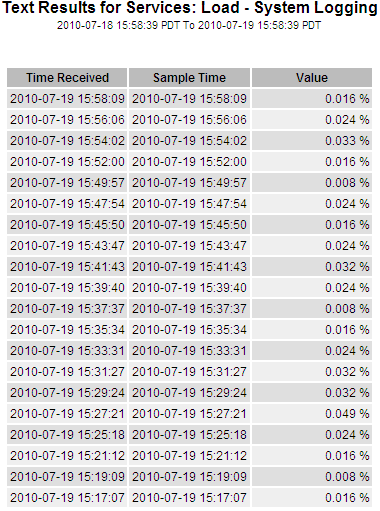 Text Results for Services: Load - System Logging
2010-07-18 15:58:39 PDT To 2010-07-19 15:58:39 PDT
Time Received Sample Time Value
2010-07-19 15:58:09 2010-07-19 15:58:09 0.016 %
2010-07-19 15:56:06 2010-07-19 15:56:06 0.024 %
2010-07-19 15:54:02 2010-07-19 15:54:02 0.033 %
2010-07-19 15:52:00 2010-07-19 15:52:00 0.016 %
2010-07-19 15:49:57 2010-07-19 15:49:57 0.008 %
2010-07-19 15:47:54 2010-07-19 15:47:54 0.024 %
2010-07-19 15:45:50 2010-07-19 15:45:50 0.016 %
2010-07-19 15:43:47 2010-07-19 15:43:47 0.024 %
2010-07-19 15:41:43 2010-07-19 15:41:43 0.032 %
2010-07-19 15:39:40 2010-07-19 15:39:40 0.024 %
2010-07-19 15:37:37 2010-07-19 15:37:37 0.008 %
2010-07-19 15:35:34 2010-07-19 15:35:34 0.016 %
2010-07-19 15:33:31 2010-07-19 15:33:31 0.024 %
2010-07-19 15:31:27 2010-07-19 15:31:27 0.032 %
2010-07-19 15:29:24 2010-07-19 15:29:24 0.032 %
2010-07-19 15:27:21 2010-07-19 15:27:21 0.049 %
2010-07-19 15:25:18 2010-07-19 15:25:18 0.024 %
2010-07-19 15:21:12 2010-07-19 15:21:12 0.016 %
2010-07-19 15:19:09 2010-07-19 15:19:09 0.008 %
2010-07-19 15:17:07 2010-07-19 15:17:07 0.016 %